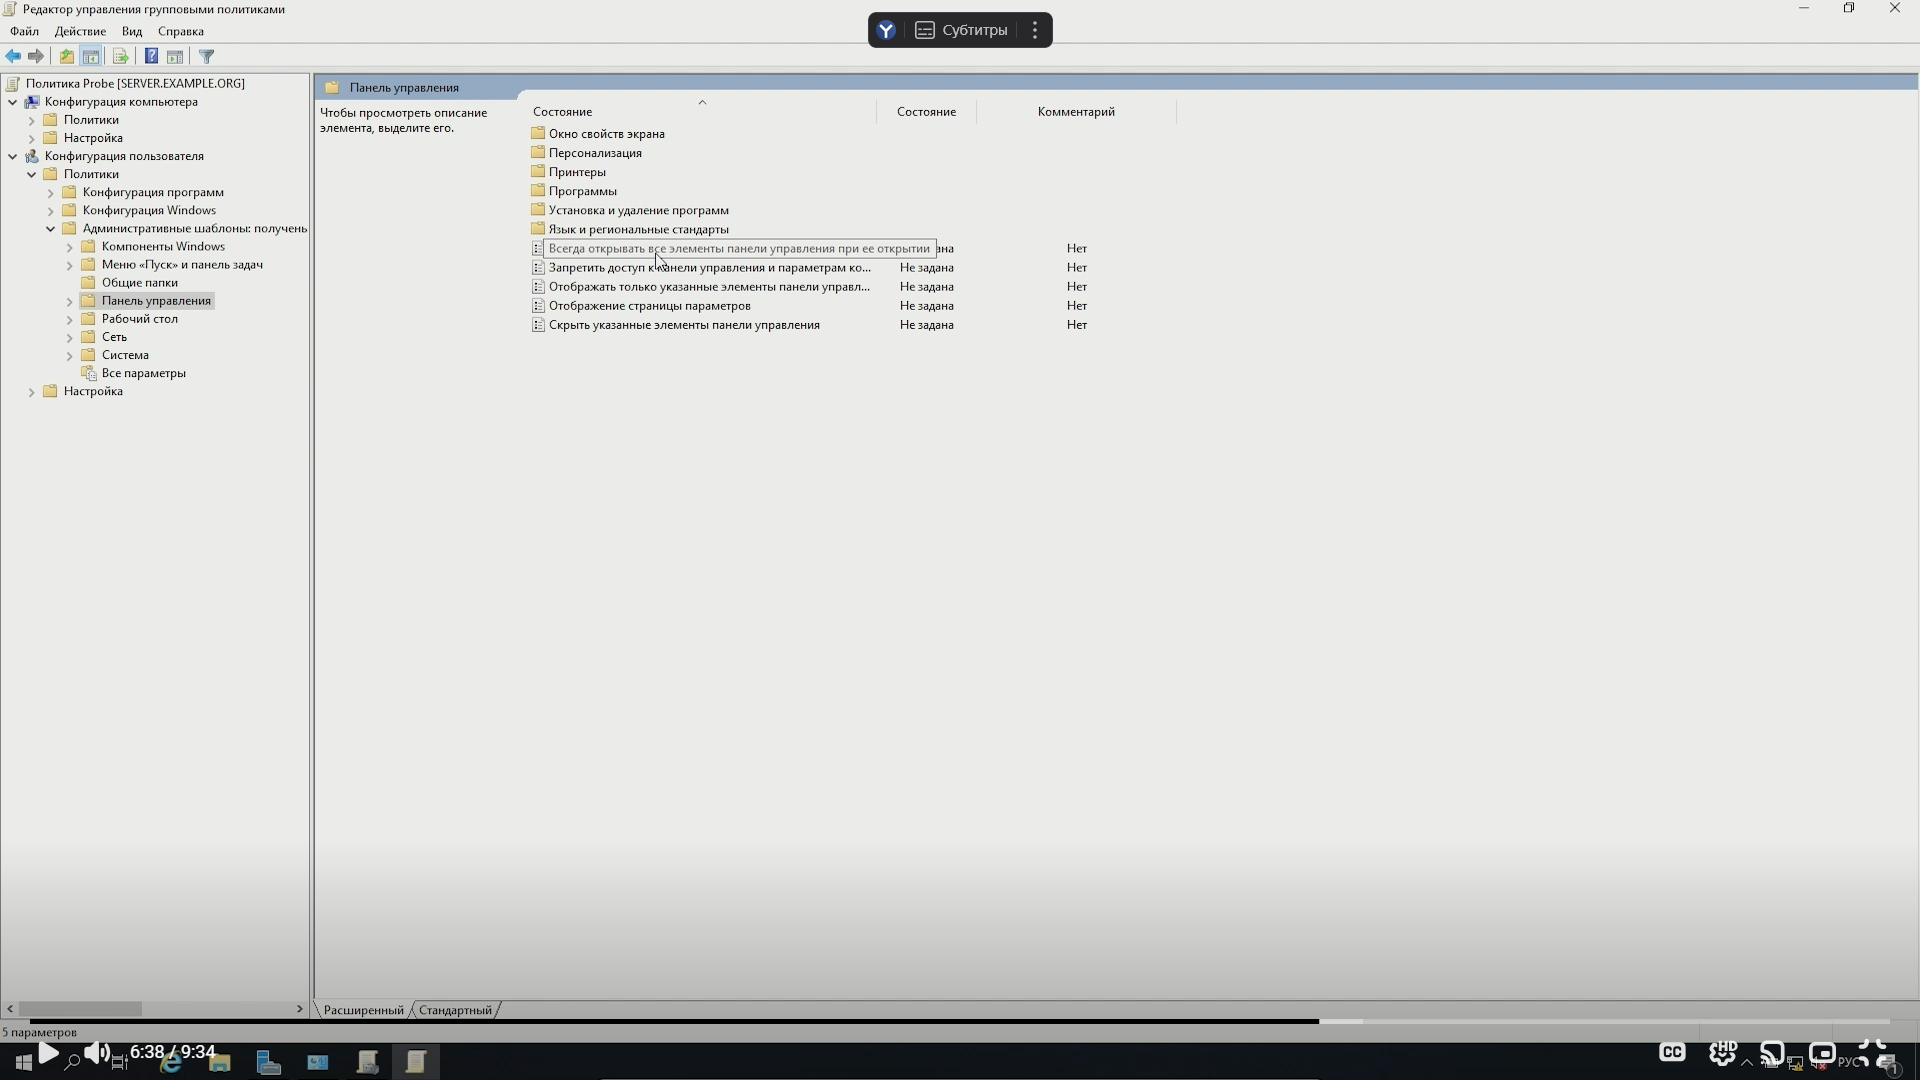 Редактор управления групповыми политиками
Файл Действие Вид Справка
Субтитры
Политика Probe [SERVER.EXAMPLE.ORG]
Конфигурация компьютера
Политики
Настройка
Конфигурация пользователя
Политики
Конфигурация программ
Конфигурация Windows
Административные шаблоны: получень
Компоненты Windows
Меню «Пуск» и панель задач
Общие папки
Панель управления
Рабочий стол
Сеть
Система
Все параметры
Настройка
Панель управления
Чтобы просмотреть описание
элемента, выделите его.
Состояние Состояние Комментарий
Окно свойств экрана
Персонализация
Принтеры
Программы
Установка и удаление программ
Язык и региональные стандарты
Всегда открывать все элементы панели управления при ее открытии ана Нет
Запретить доступ к панели управления и параметрам ко... Не задана Нет
Отображать только указанные элементы панели управл... Не задана Нет
Отображение страницы параметров Не задана Нет
Скрыть указанные элементы панели управления Не задана Нет
Расширенный Стандартный
5 параметров
6:38 / 9:34
CC HD РУС 1